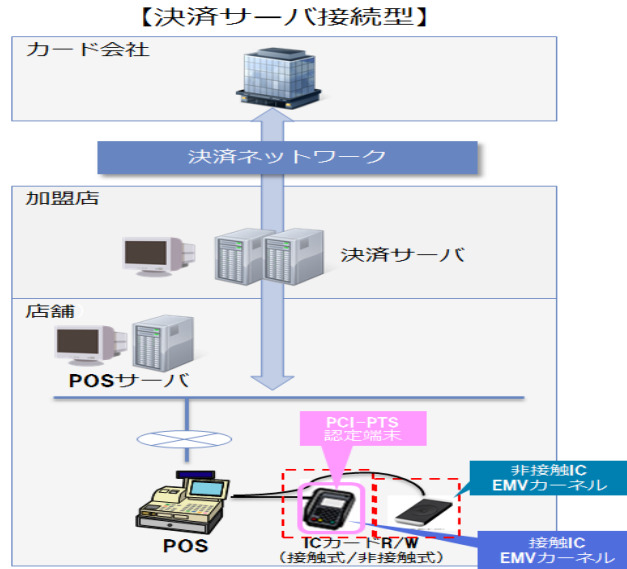 【決済サーバ接続型】
カード会社
決済ネットワーク
加盟店
決済サーバ
店舗
POSサーバ
PCI-PTS
認定端末
非接触IC
EMVカーネル
POS
ICカードR/W
(接触式/非接触式)
接触IC
EMVカーネル